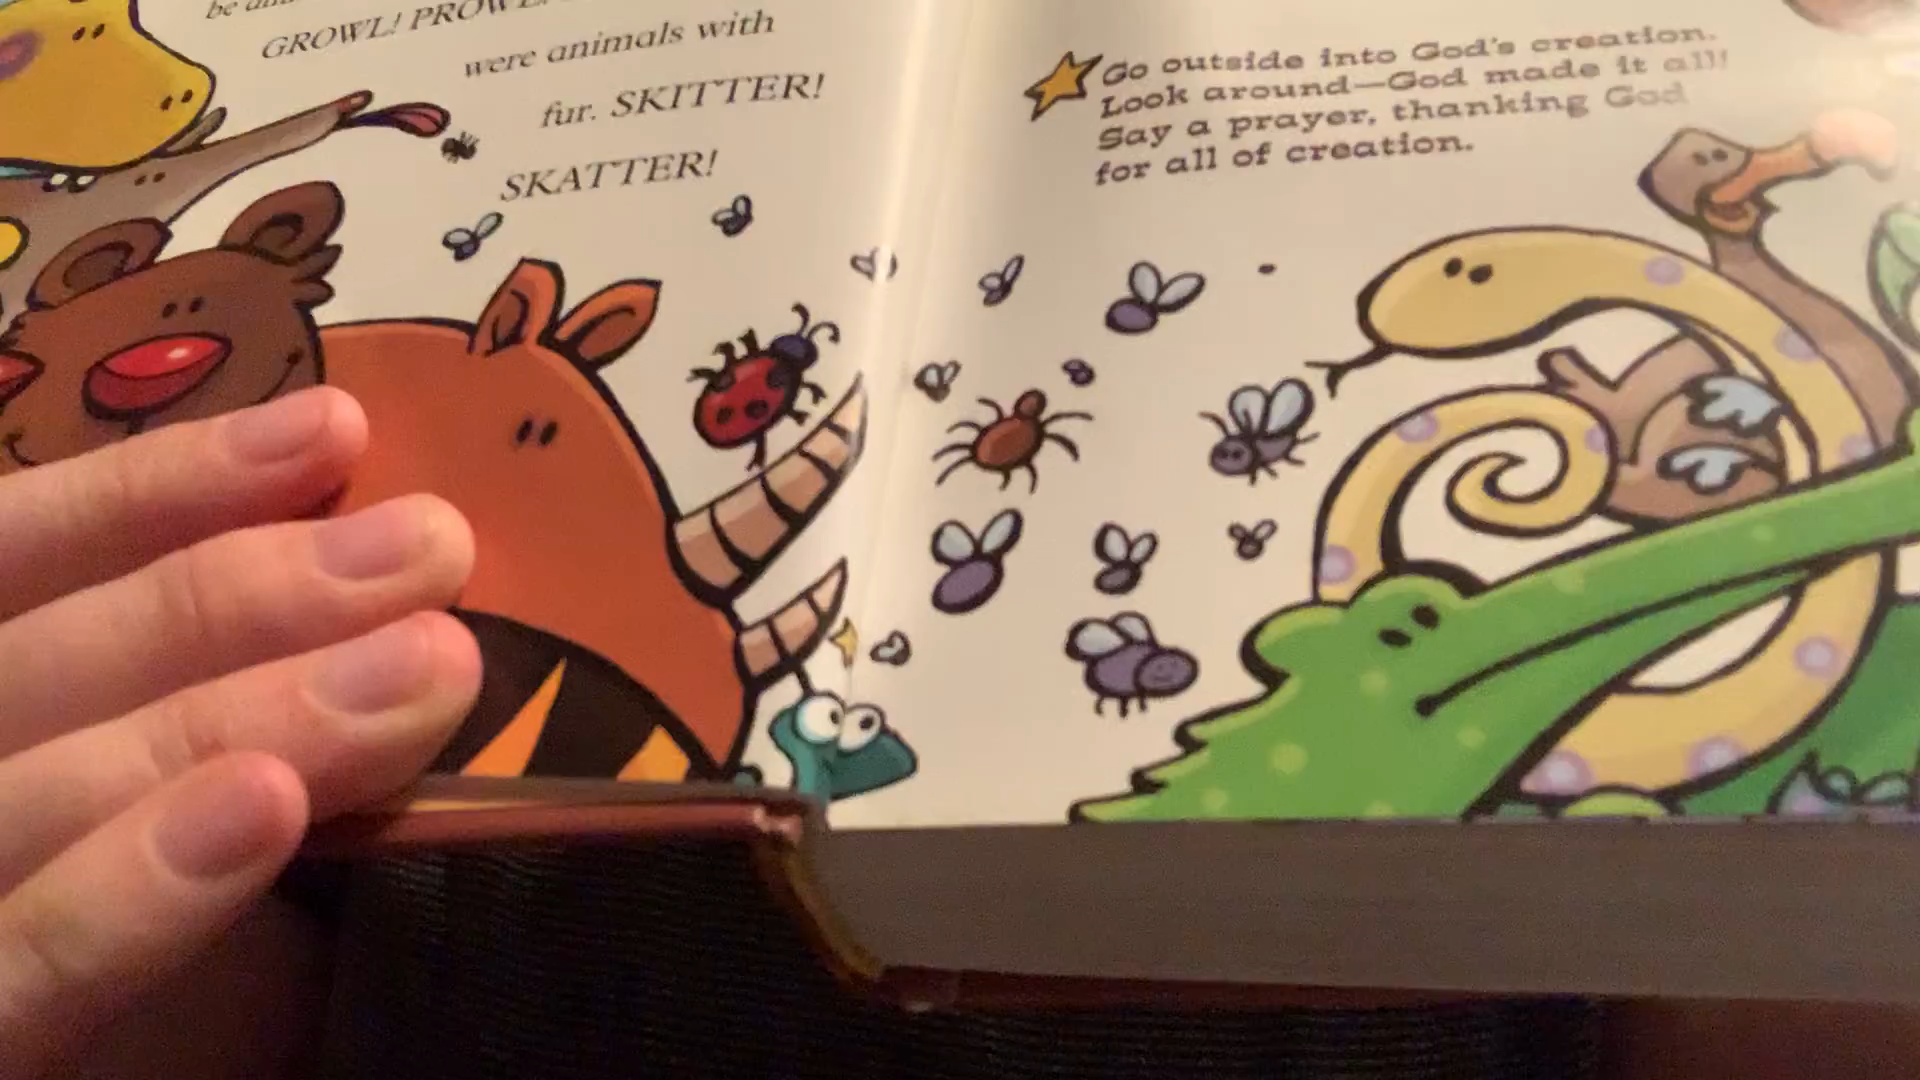 be
GROWL! PROWL!
were animals with
fur. SKITTER!
SKATTER!
Go outside into God's creation.
Look around—God made it all!
Say a prayer, thanking God
for all of creation.